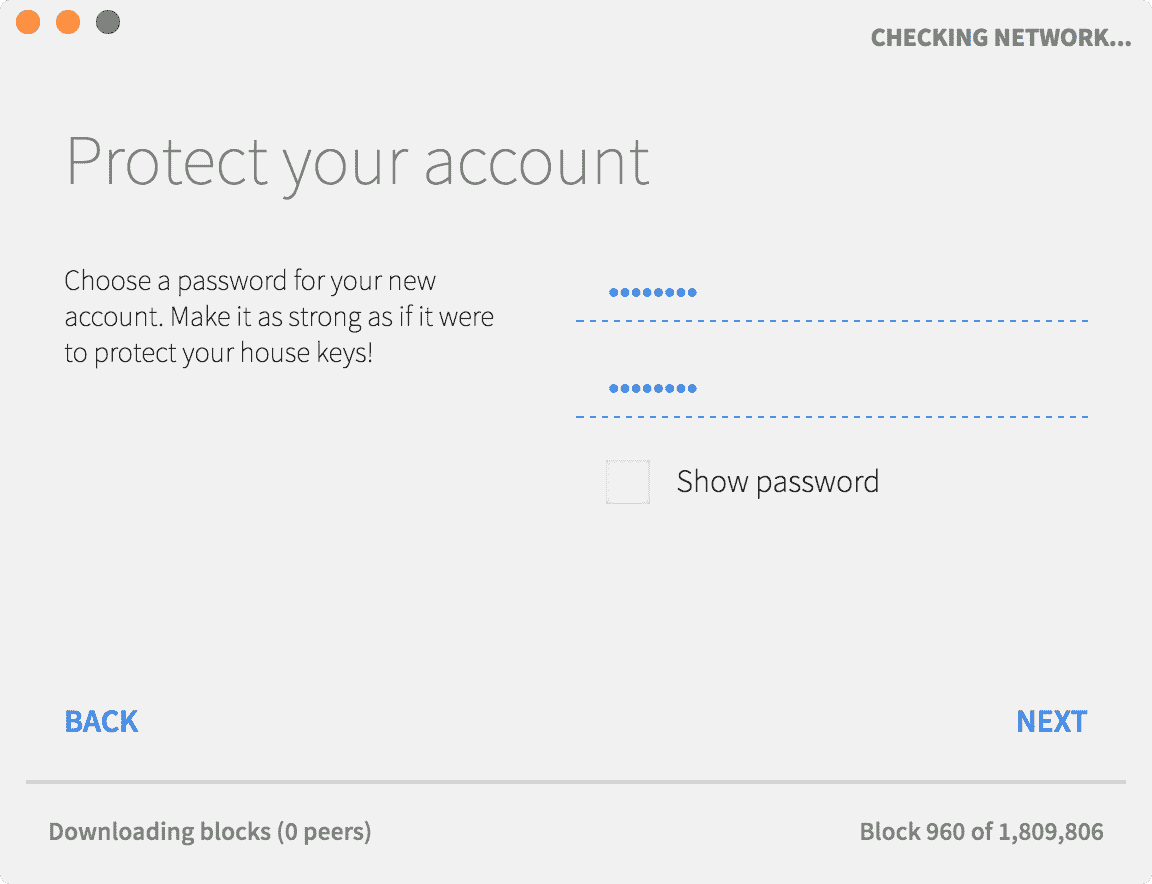 CHECKING NETWORK...
Protect your account
Choose a password for your new
account. Make it as strong as if it were
to protect your house keys!
••••••••
••••••••
Show password
BACK
NEXT
Downloading blocks (0 peers)
Block 960 of 1,809,806